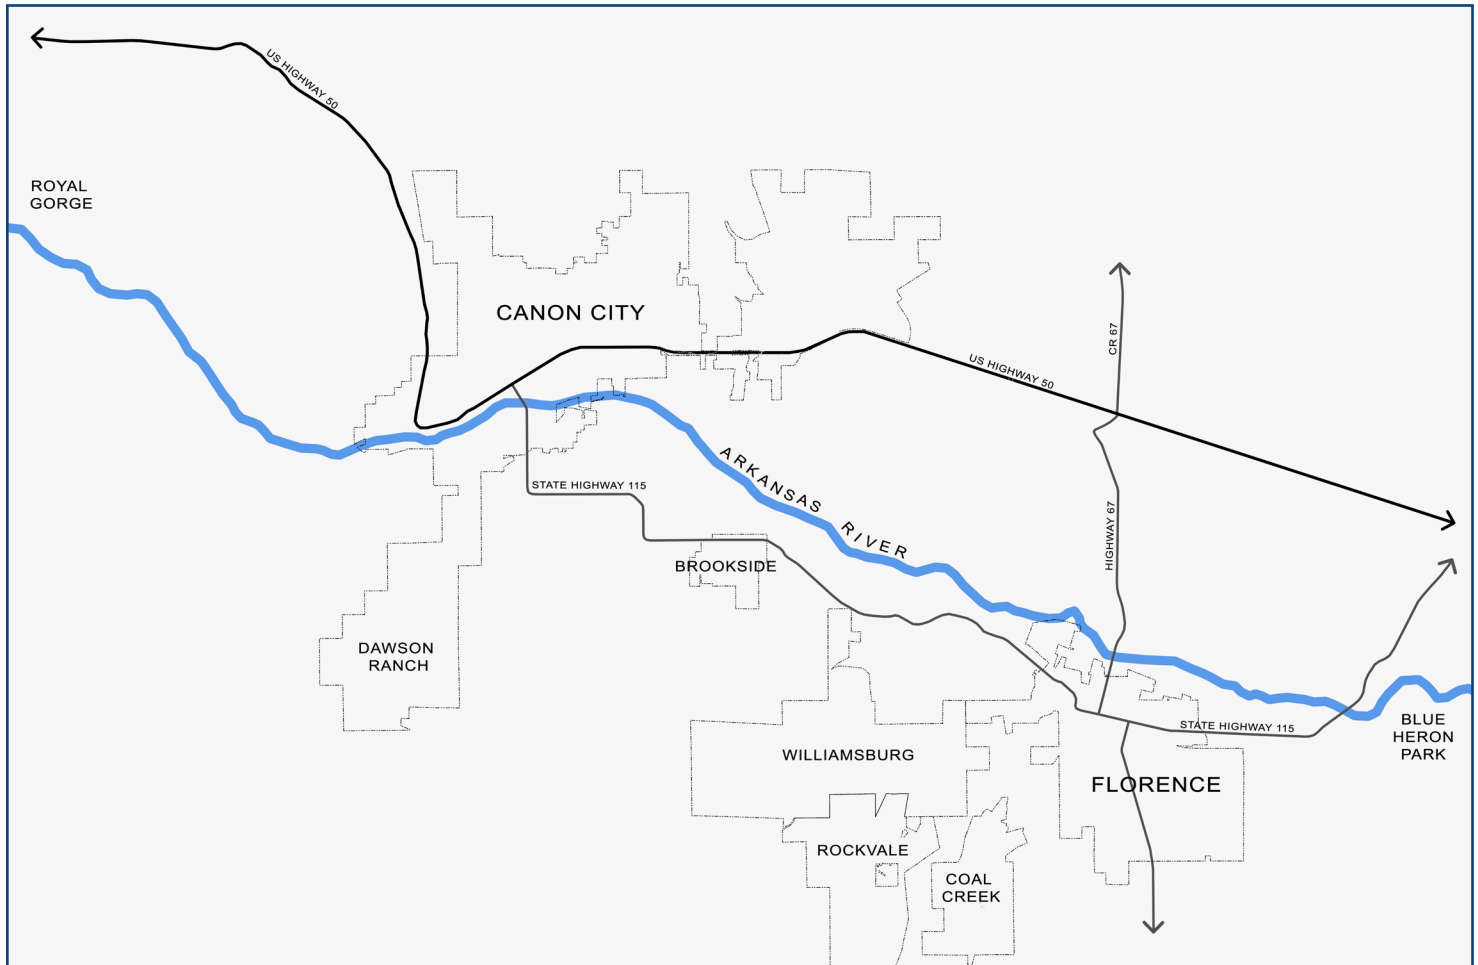 US HIGHWAY 50
ROYAL
GORGE
CANON CITY
CR 67
US HIGHWAY 50
ARKANSAS RIVER
STATE HIGHWAY 115
HIGHWAY 67
BROOKSIDE
DAWSON
RANCH
STATE HIGHWAY 115
BLUE
HERON
PARK
WILLIAMSBURG
FLORENCE
ROCKVALE
COAL
CREEK